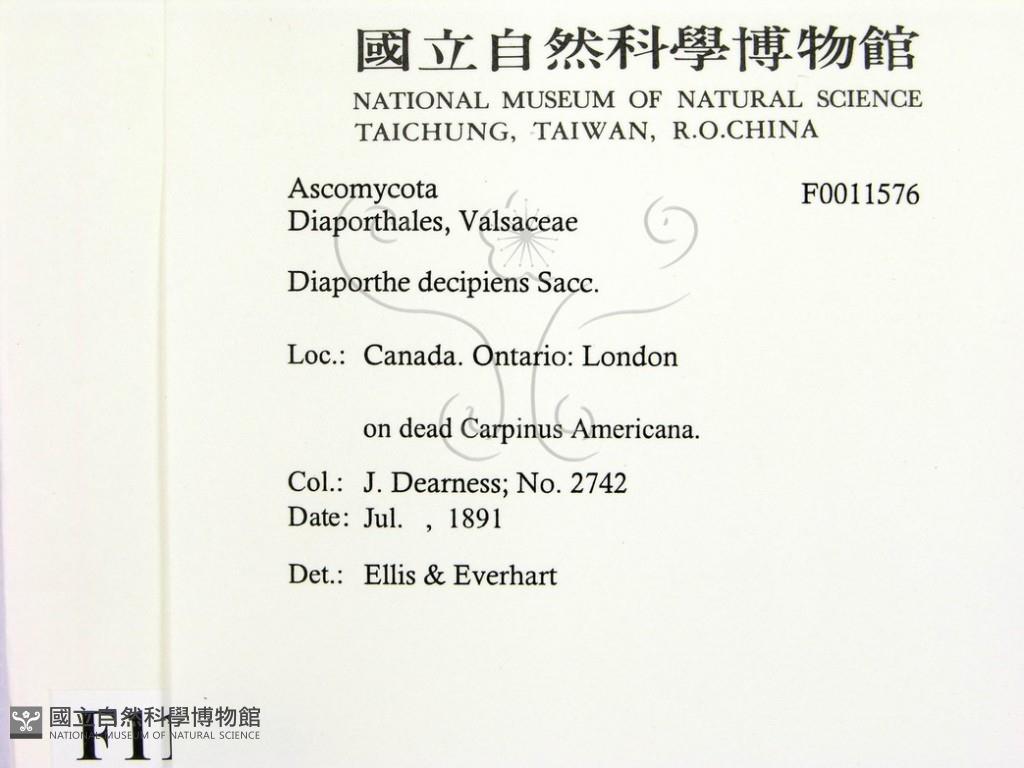 國立自然科學博物館
NATIONAL MUSEUM OF NATURAL SCIENCE
TAICHUNG, TAIWAN, R.O.CHINA
Ascomycota F0011576
Diaporthales, Valsaceae
Diaporthe decipiens Sacc.
Loc.: Canada. Ontario: London
on dead Carpinus Americana.
Col.: J. Dearness; No. 2742
Date: Jul. , 1891
Det.: Ellis & Everhart
國立自然科學博物館
NATIONAL MUSEUM OF NATURAL SCIENCE